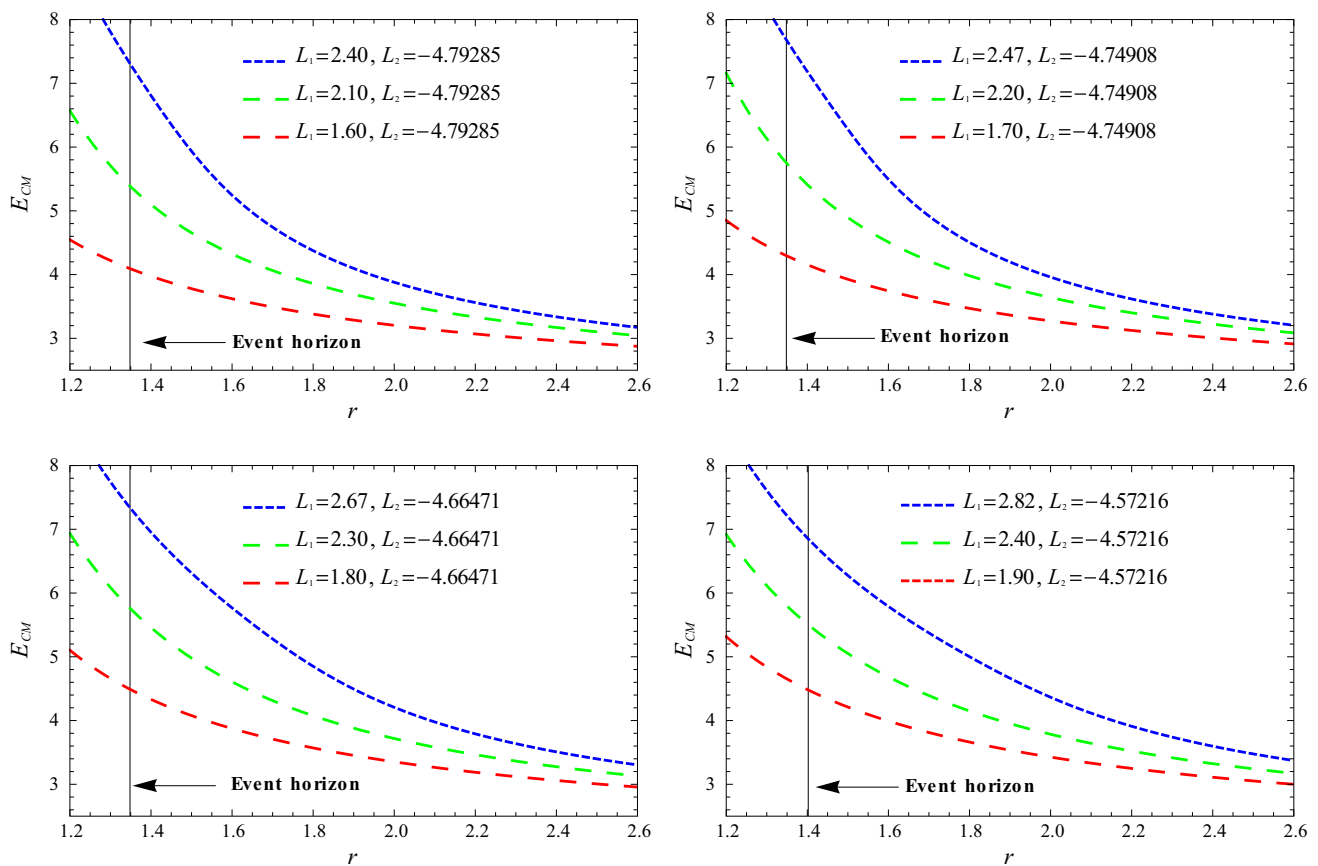 8
7
6
5
4
3
E_CM
L₁=2.40, L₂=−4.79285
L₁=2.10, L₂=−4.79285
L₁=1.60, L₂=−4.79285
Event horizon
1.2 1.4 1.6 1.8 2.0 2.2 2.4 2.6
r
8
7
6
5
4
3
E_CM
L₁=2.47, L₂=−4.74908
L₁=2.20, L₂=−4.74908
L₁=1.70, L₂=−4.74908
Event horizon
1.2 1.4 1.6 1.8 2.0 2.2 2.4 2.6
r
8
7
6
5
4
3
E_CM
L₁=2.67, L₂=−4.66471
L₁=2.30, L₂=−4.66471
L₁=1.80, L₂=−4.66471
Event horizon
1.2 1.4 1.6 1.8 2.0 2.2 2.4 2.6
r
8
7
6
5
4
3
E_CM
L₁=2.82, L₂=−4.57216
L₁=2.40, L₂=−4.57216
L₁=1.90, L₂=−4.57216
Event horizon
1.2 1.4 1.6 1.8 2.0 2.2 2.4 2.6
r